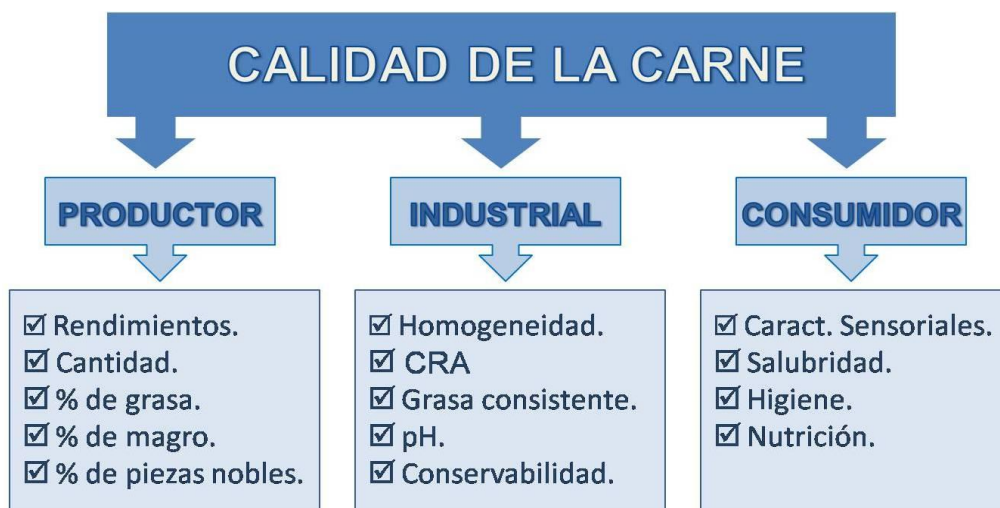 CALIDAD DE LA CARNE
PRODUCTOR
☑ Rendimientos.
☑ Cantidad.
☑ % de grasa.
☑ % de magro.
☑ % de piezas nobles.
INDUSTRIAL
☑ Homogeneidad.
☑ CRA
☑ Grasa consistente.
☑ pH.
☑ Conservabilidad.
CONSUMIDOR
☑ Caract. Sensoriales.
☑ Salubridad.
☑ Higiene.
☑ Nutrición.